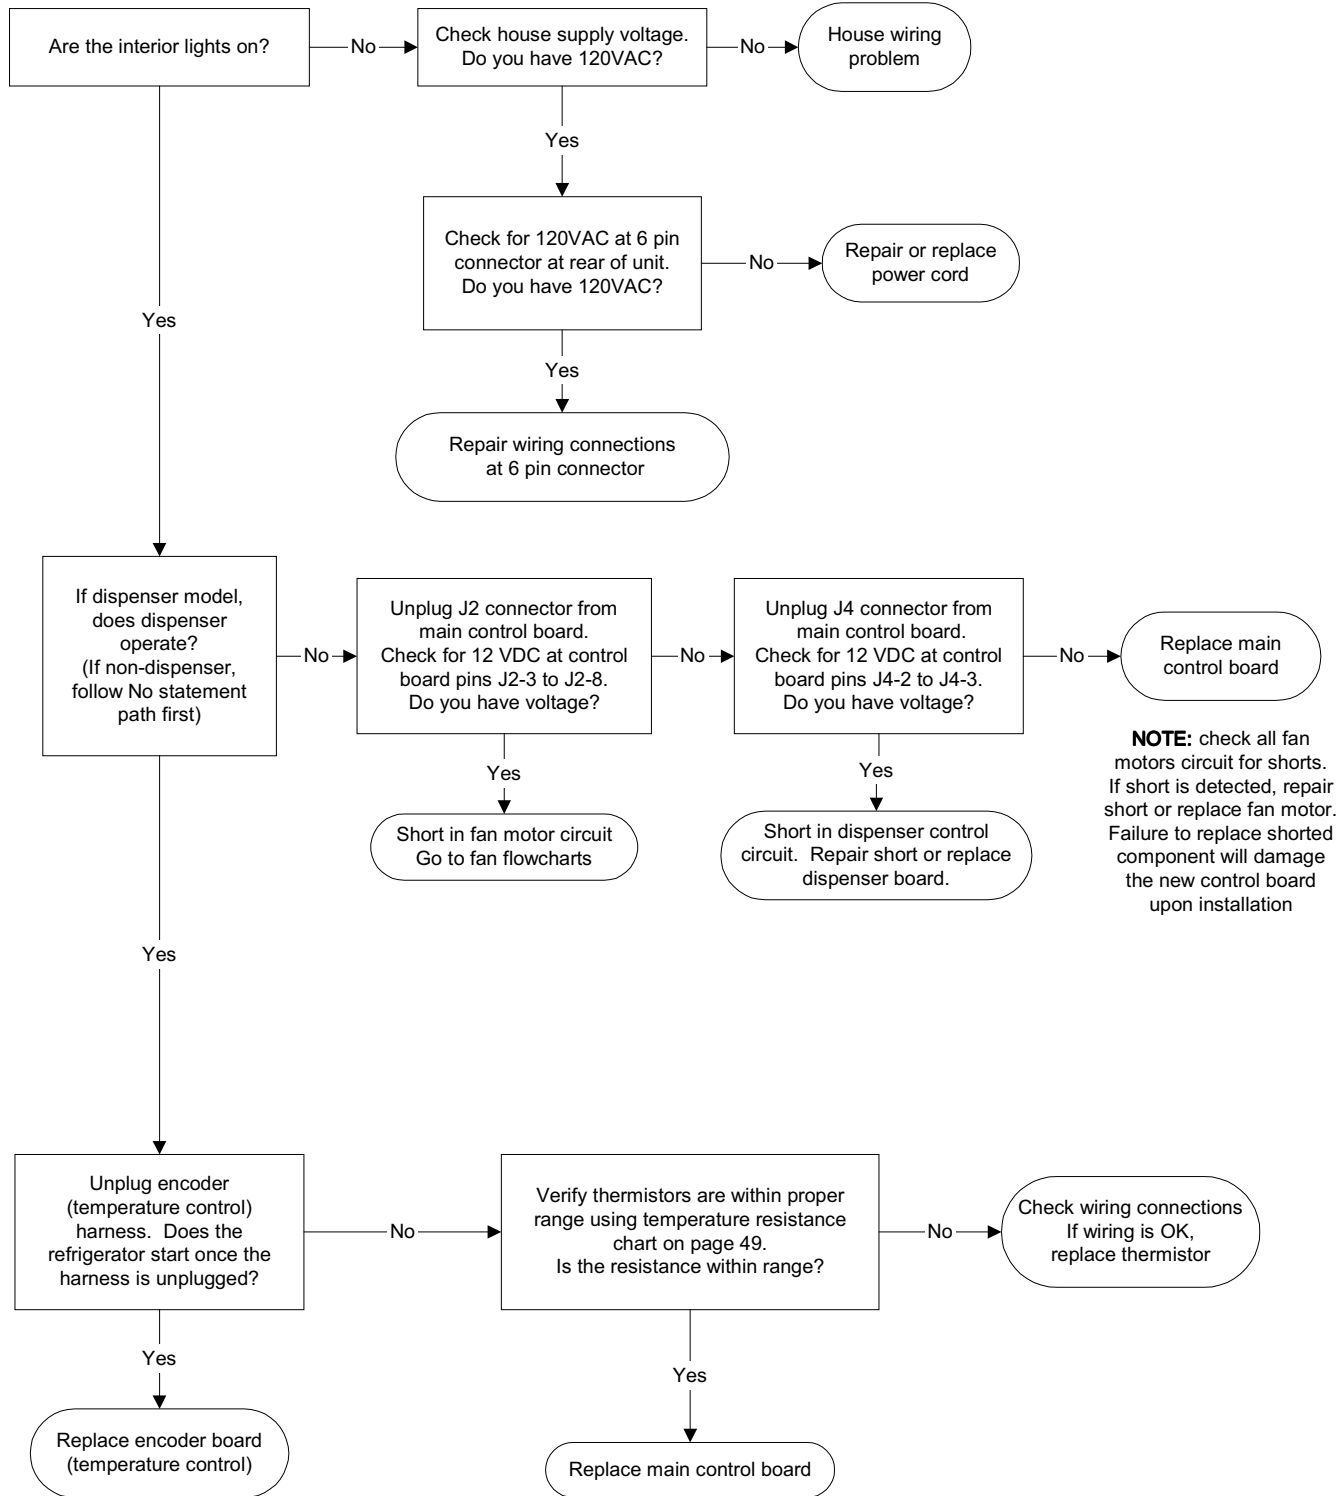 Are the interior lights on?
No
Check house supply voltage.
Do you have 120VAC?
No
House wiring
problem
Yes
Check for 120VAC at 6 pin
connector at rear of unit.
Do you have 120VAC?
No
Repair or replace
power cord
Yes
Yes
Repair wiring connections
at 6 pin connector
If dispenser model,
does dispenser
operate?
(If non-dispenser,
follow No statement
path first)
No
Unplug J2 connector from
main control board.
Check for 12 VDC at control
board pins J2-3 to J2-8.
Do you have voltage?
No
Unplug J4 connector from
main control board.
Check for 12 VDC at control
board pins J4-2 to J4-3.
Do you have voltage?
No
Replace main
control board
NOTE: check all fan
motors circuit for shorts.
If short is detected, repair
short or replace fan motor.
Failure to replace shorted
component will damage
the new control board
upon installation
Yes
Short in fan motor circuit
Go to fan flowcharts
Yes
Short in dispenser control
circuit. Repair short or replace
dispenser board.
Yes
Unplug encoder
(temperature control)
harness. Does the
refrigerator start once the
harness is unplugged?
No
Verify thermistors are within proper
range using temperature resistance
chart on page 49.
Is the resistance within range?
No
Check wiring connections
If wiring is OK,
replace thermistor
Yes
Replace encoder board
(temperature control)
Yes
Replace main control board